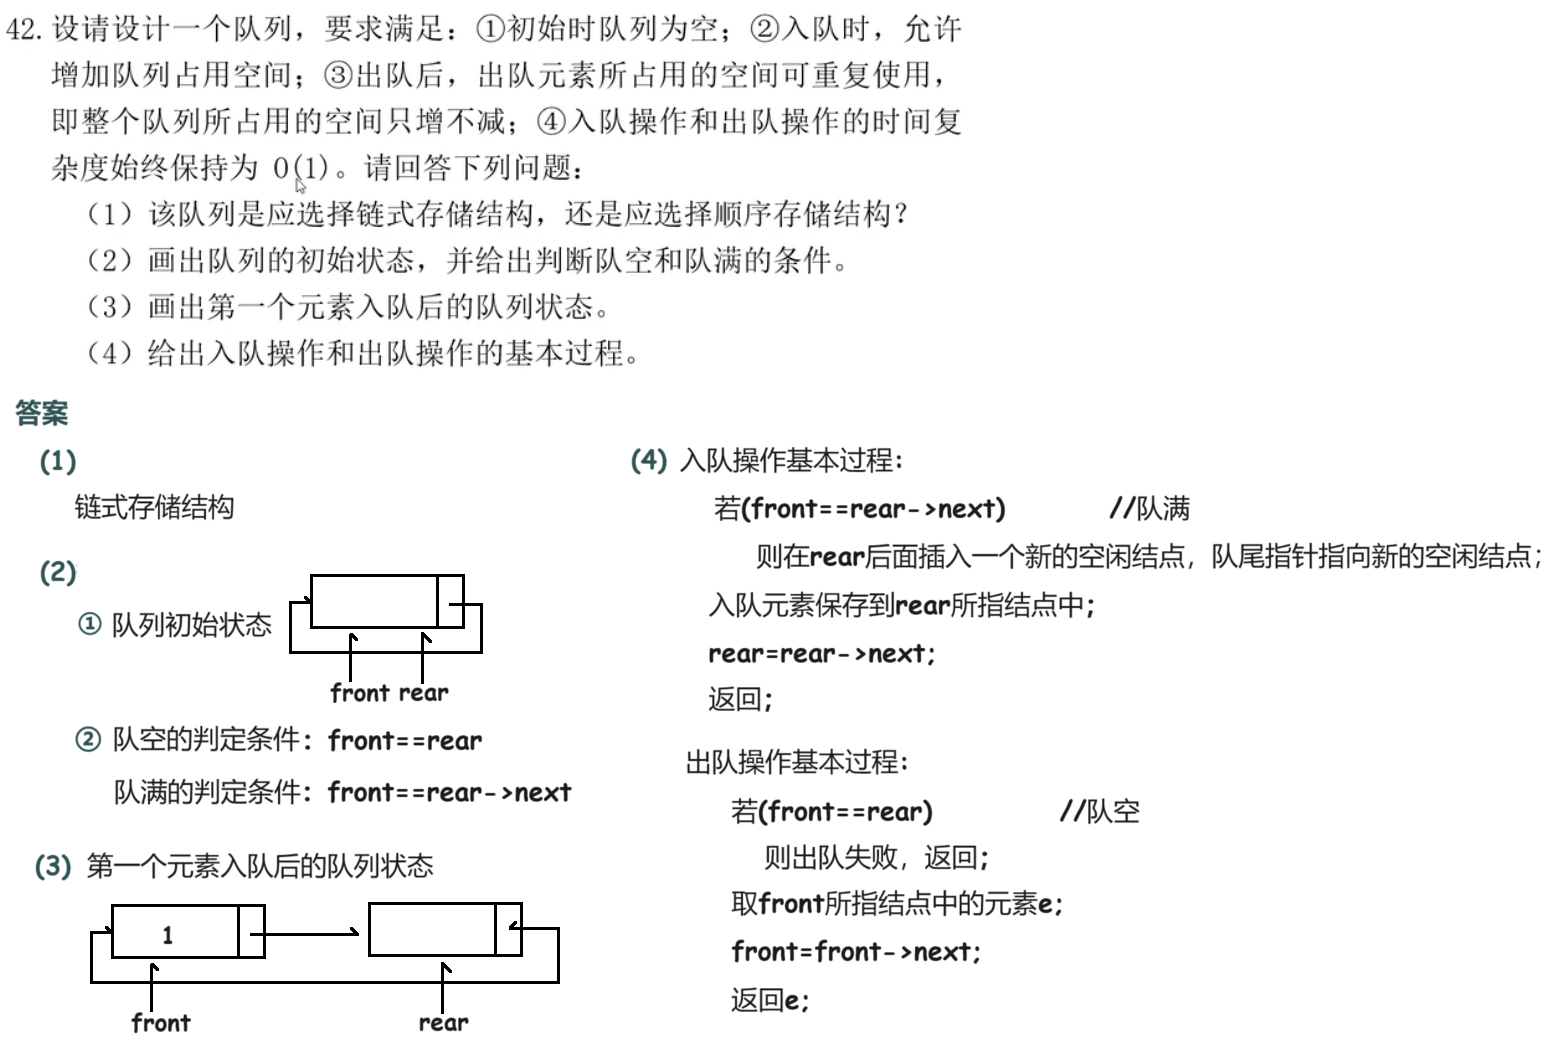 42. 设请设计一个队列，要求满足：①初始时队列为空；②入队时，允许
增加队列占用空间；③出队后，出队元素所占用的空间可重复使用，
即整个队列所占用的空间只增不减；④入队操作和出队操作的时间复
杂度始终保持为 O(1)。请回答下列问题：
（1）该队列是应选择链式存储结构，还是应选择顺序存储结构？
（2）画出队列的初始状态，并给出判断队空和队满的条件。
（3）画出第一个元素入队后的队列状态。
（4）给出入队操作和出队操作的基本过程。
答案
(1)
链式存储结构
(2)
① 队列初始状态
front rear
② 队空的判定条件：front==rear
队满的判定条件：front==rear->next
(3) 第一个元素入队后的队列状态
1
front rear
(4) 入队操作基本过程：
若(front==rear->next) //队满
则在rear后面插入一个新的空闲结点，队尾指针指向新的空闲结点；
入队元素保存到rear所指结点中；
rear=rear->next;
返回；
出队操作基本过程：
若(front==rear) //队空
则出队失败，返回；
取front所指结点中的元素e；
front=front->next;
返回e；